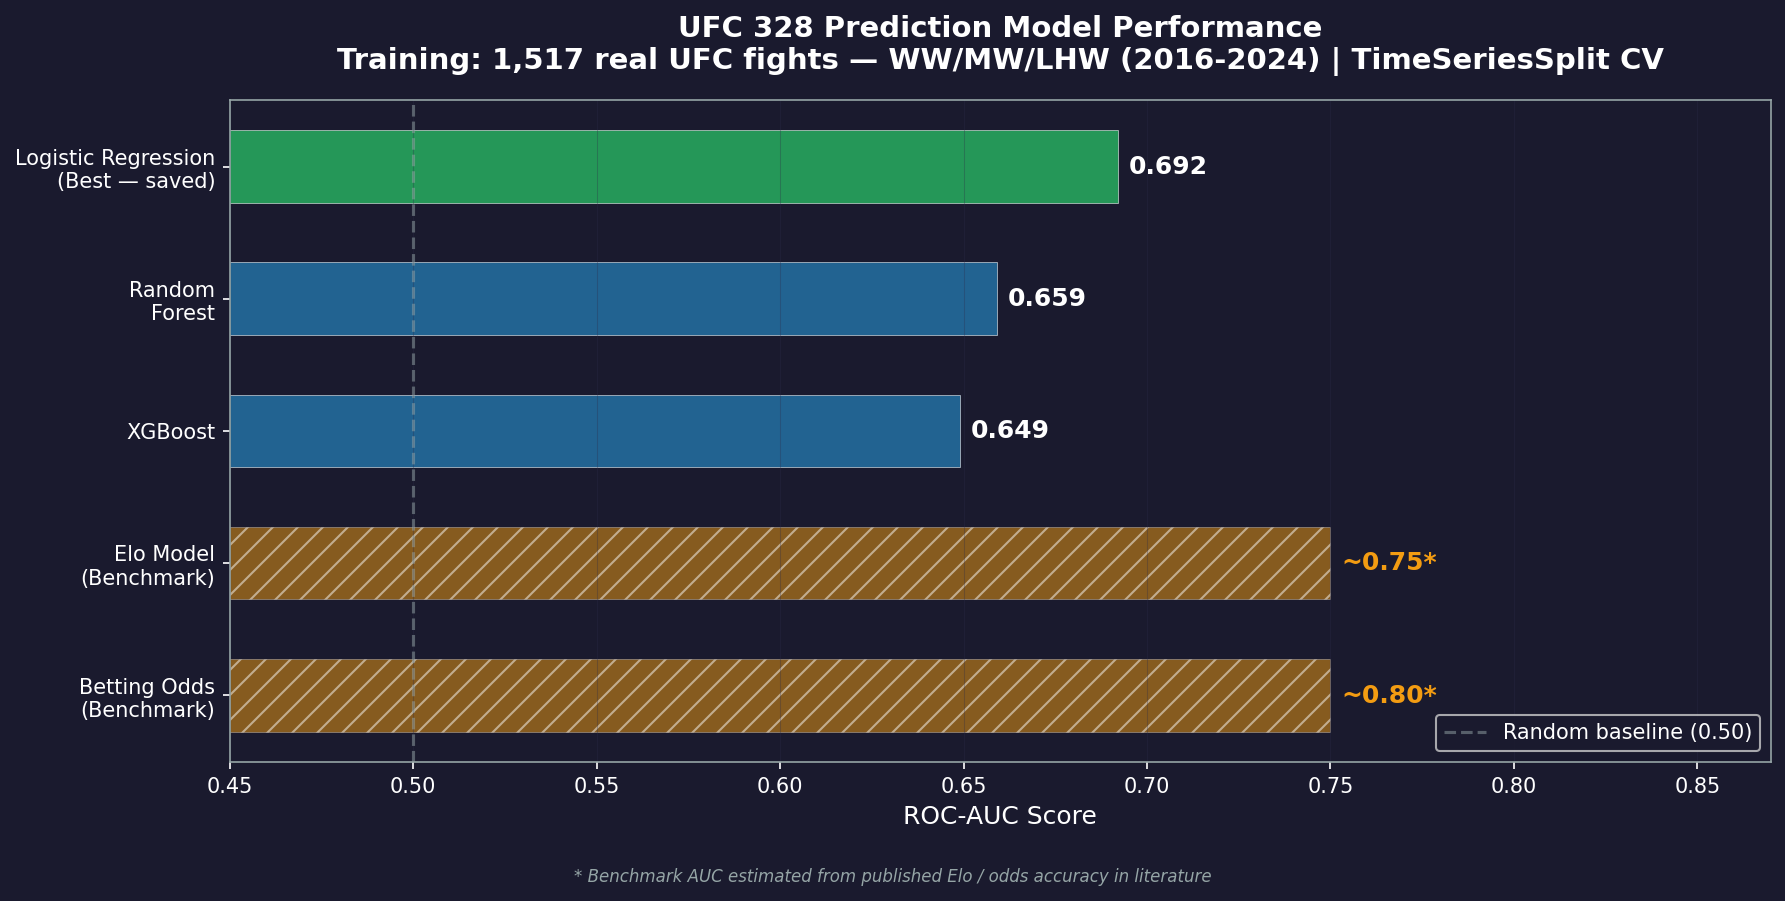 UFC 328 Prediction Model Performance
Training: 1,517 real UFC fights — WW/MW/LHW (2016-2024) | TimeSeriesSplit CV
Logistic Regression
(Best — saved)
0.692
Random
Forest
0.659
XGBoost
0.649
Elo Model
(Benchmark)
~0.75*
Betting Odds
(Benchmark)
~0.80*
Random baseline (0.50)
0.45 0.50 0.55 0.60 0.65 0.70 0.75 0.80 0.85
ROC-AUC Score
* Benchmark AUC estimated from published Elo / odds accuracy in literature